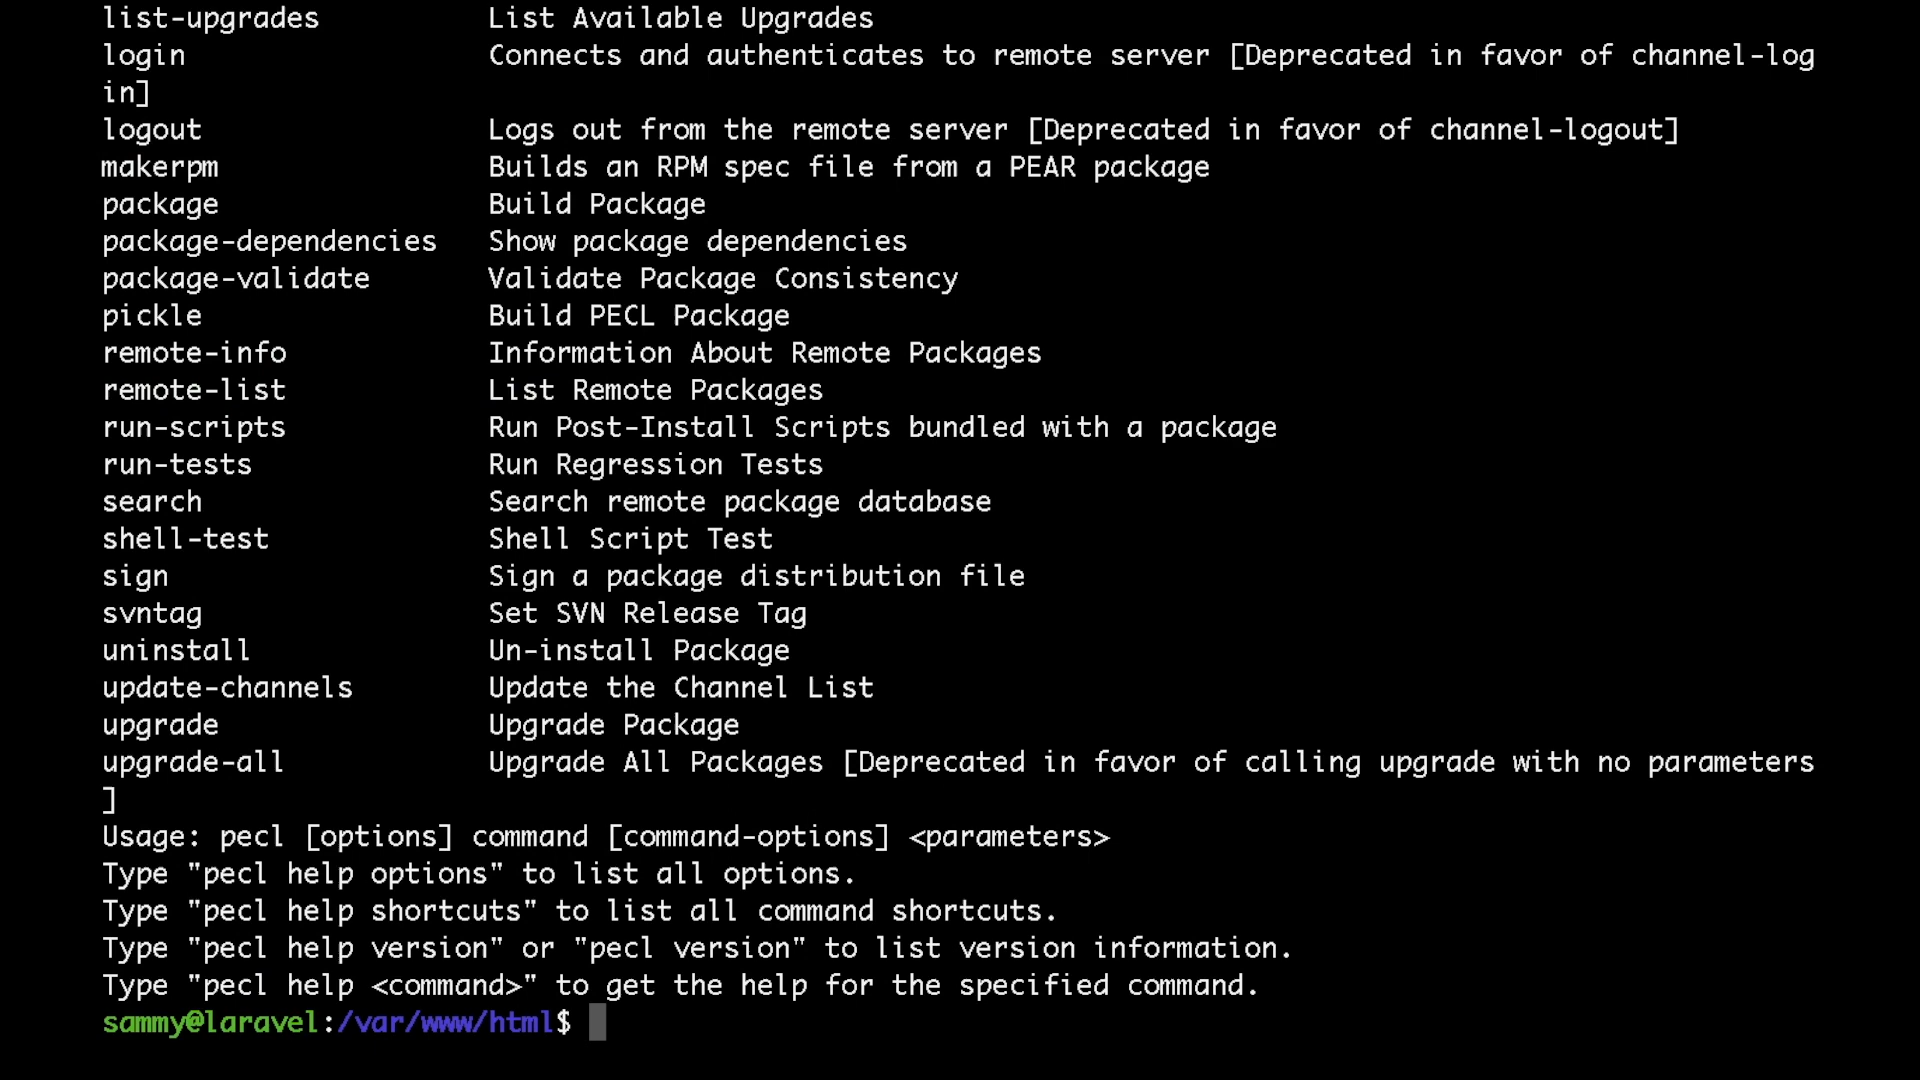 list-upgrades          List Available Upgrades
login                  Connects and authenticates to remote server [Deprecated in favor of channel-log
in]
logout                 Logs out from the remote server [Deprecated in favor of channel-logout]
makerpm                Builds an RPM spec file from a PEAR package
package                Build Package
package-dependencies   Show package dependencies
package-validate       Validate Package Consistency
pickle                 Build PECL Package
remote-info            Information About Remote Packages
remote-list            List Remote Packages
run-scripts            Run Post-Install Scripts bundled with a package
run-tests              Run Regression Tests
search                 Search remote package database
shell-test             Shell Script Test
sign                   Sign a package distribution file
svntag                 Set SVN Release Tag
uninstall              Un-install Package
update-channels        Update the Channel List
upgrade                Upgrade Package
upgrade-all            Upgrade All Packages [Deprecated in favor of calling upgrade with no parameters
]
Usage: pecl [options] command [command-options] <parameters>
Type "pecl help options" to list all options.
Type "pecl help shortcuts" to list all command shortcuts.
Type "pecl help version" or "pecl version" to list version information.
Type "pecl help <command>" to get the help for the specified command.
sammy@laravel:/var/www/html$